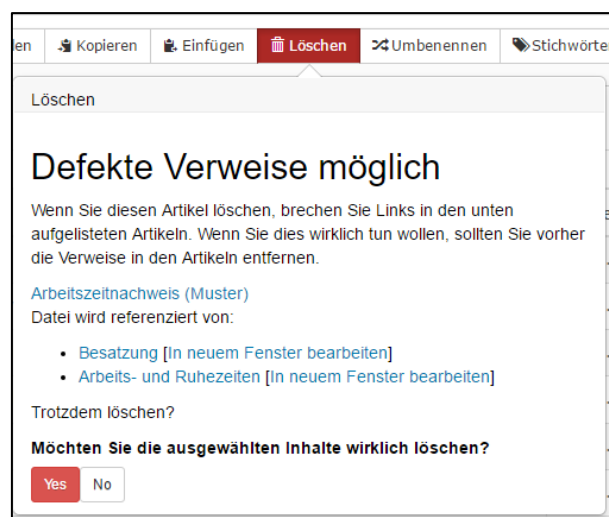 Kopieren Einfügen Löschen Umbenennen
Löschen
Defekte Verweise möglich
Wenn Sie diesen Artikel löschen, brechen Sie Links in den unten
aufgelisteten Artikeln. Wenn Sie dies wirklich tun wollen, sollten Sie vorher
die Verweise in den Artikeln entfernen.
Arbeitszeitnachweis (Muster)
Datei wird referenziert von:
Besatzung [In neuem Fenster bearbeiten]
Arbeits- und Ruhezeiten [In neuem Fenster bearbeiten]
Trotzdem löschen?
Möchten Sie die ausgewählten Inhalte wirklich löschen?
Yes No